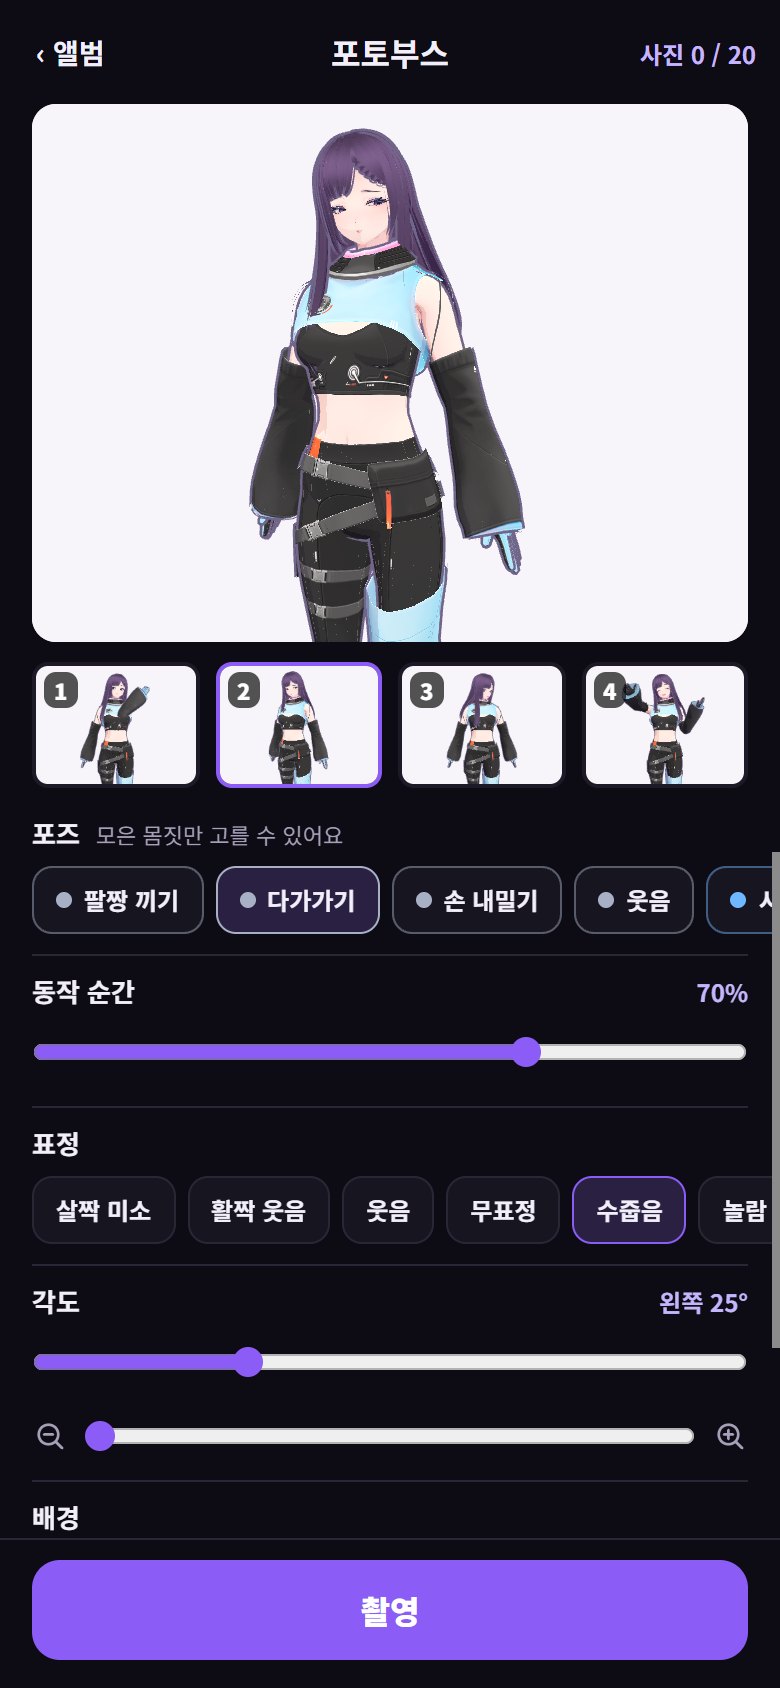 ‹ 앨범
포토부스
사진 0 / 20
1
2
3
4
포즈 모은 몸짓만 고를 수 있어요
팔짱 끼기
다가가기
손 내밀기
웃음
동작 순간
70%
표정
살짝 미소
활짝 웃음
웃음
무표정
수줍음
놀람
각도
왼쪽 25°
배경
촬영